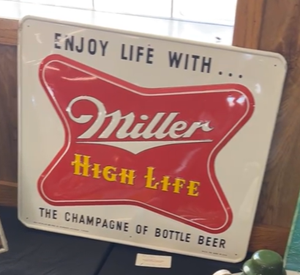 ENJOY LIFE WITH...
Miller
HIGH LIFE
THE CHAMPAGNE OF BOTTLE BEER